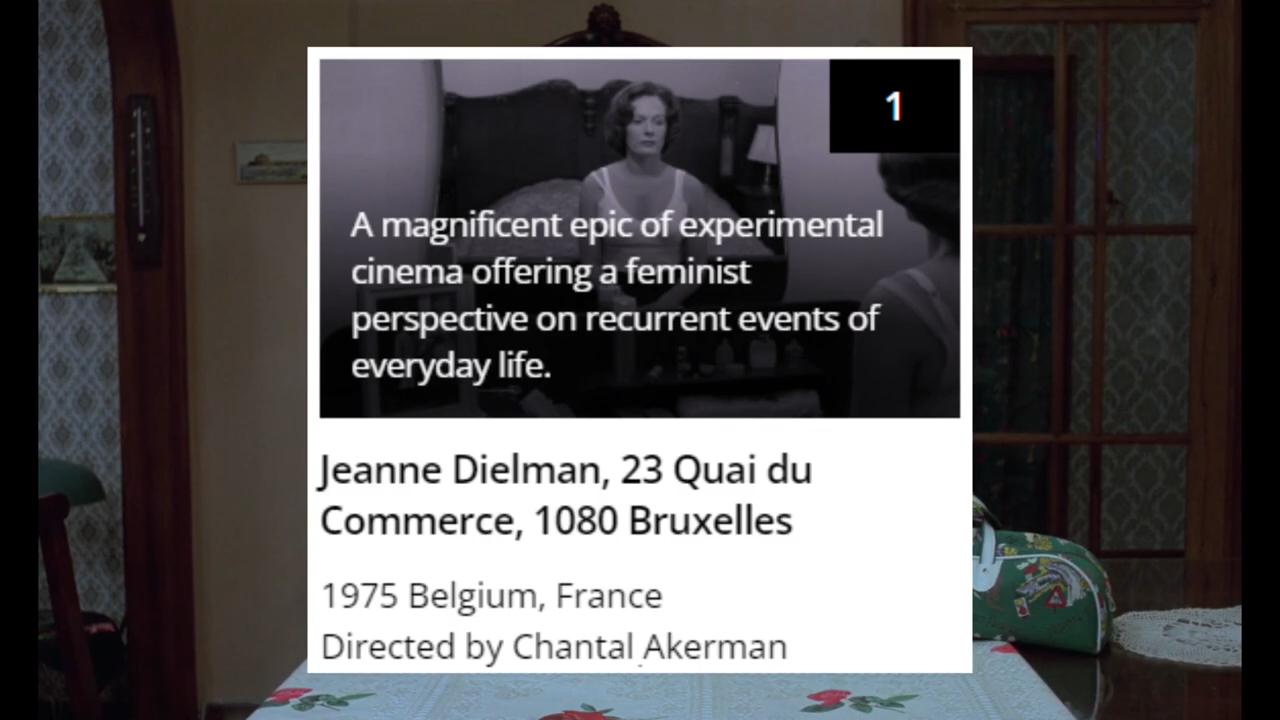 1
A magnificent epic of experimental
cinema offering a feminist
perspective on recurrent events of
everyday life.
Jeanne Dielman, 23 Quai du
Commerce, 1080 Bruxelles
1975 Belgium, France
Directed by Chantal Akerman